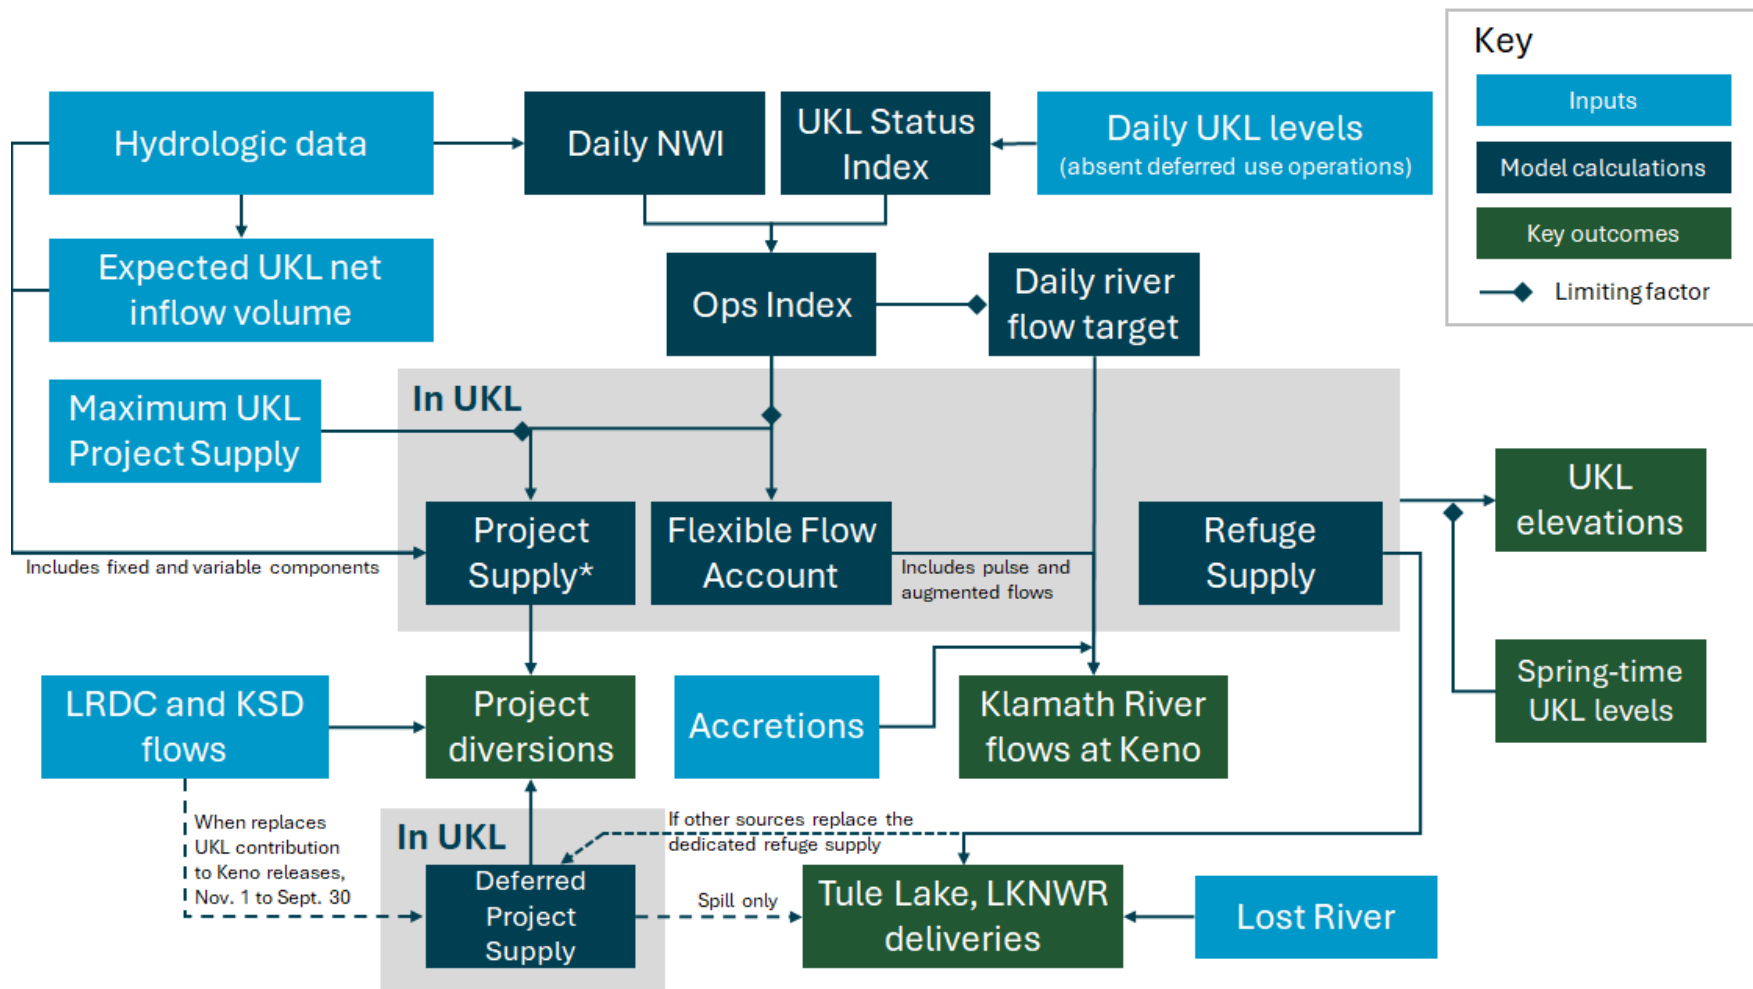 Key
Inputs
Model calculations
Key outcomes
Limiting factor
Hydrologic data
Daily NWI
UKL Status
Index
Daily UKL levels
(absent deferred use operations)
Expected UKL net
inflow volume
Ops Index
Daily river
flow target
Maximum UKL
Project Supply
In UKL
Project
Supply*
Flexible Flow
Account
Refuge
Supply
UKL
elevations
Includes fixed and variable components
Includes pulse and
augmented flows
LRDC and KSD
flows
Project
diversions
Accretions
Klamath River
flows at Keno
Spring-time
UKL levels
When replaces
UKL contribution
to Keno releases,
Nov. 1 to Sept. 30
In UKL
Deferred
Project
Supply
If other sources replace the
dedicated refuge supply
Spill only
Tule Lake, LKNWR
deliveries
Lost River